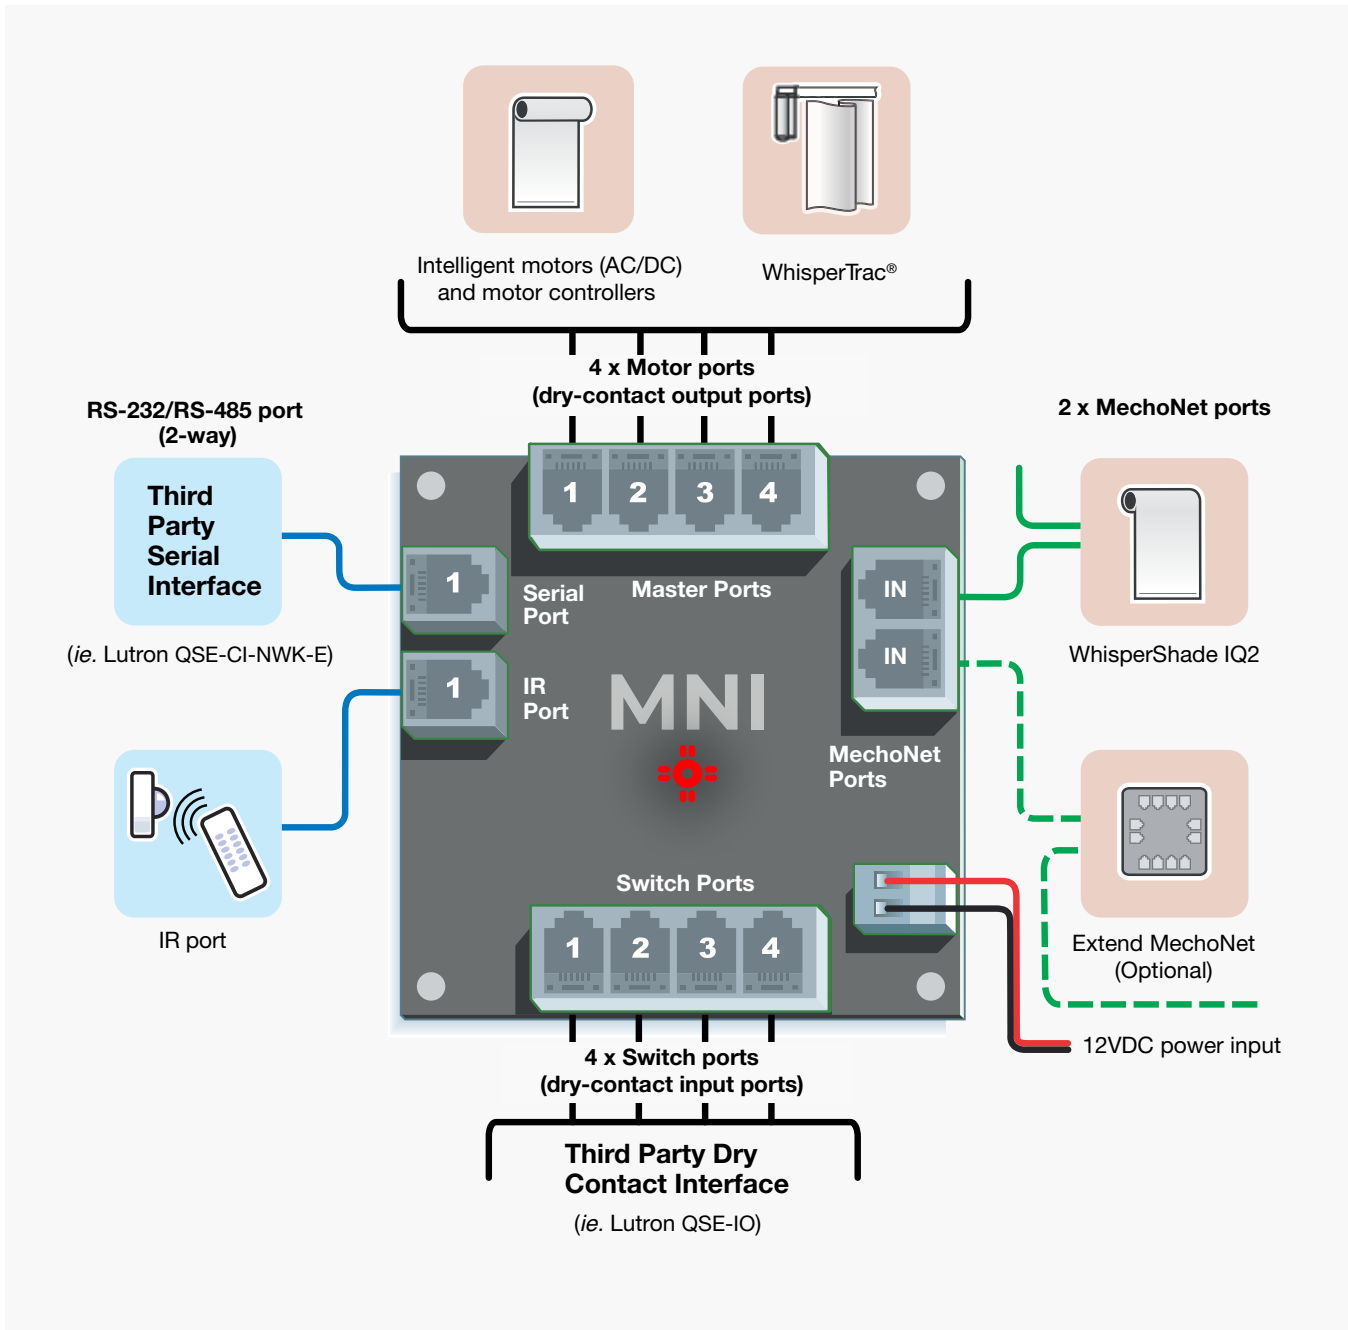 Intelligent motors (AC/DC)
and motor controllers
WhisperTrac®
4 x Motor ports
(dry-contact output ports)
RS-232/RS-485 port
(2-way)
2 x MechoNet ports
Third
Party
Serial
Interface
(ie. Lutron QSE-CI-NWK-E)
1 2 3 4
Master Ports
1
Serial
Port
IN
IN
WhisperShade IQ2
1
IR
Port
MNI
MechoNet
Ports
IR port
Switch Ports
1 2 3 4
Extend MechoNet
(Optional)
12VDC power input
4 x Switch ports
(dry-contact input ports)
Third Party Dry
Contact Interface
(ie. Lutron QSE-IO)